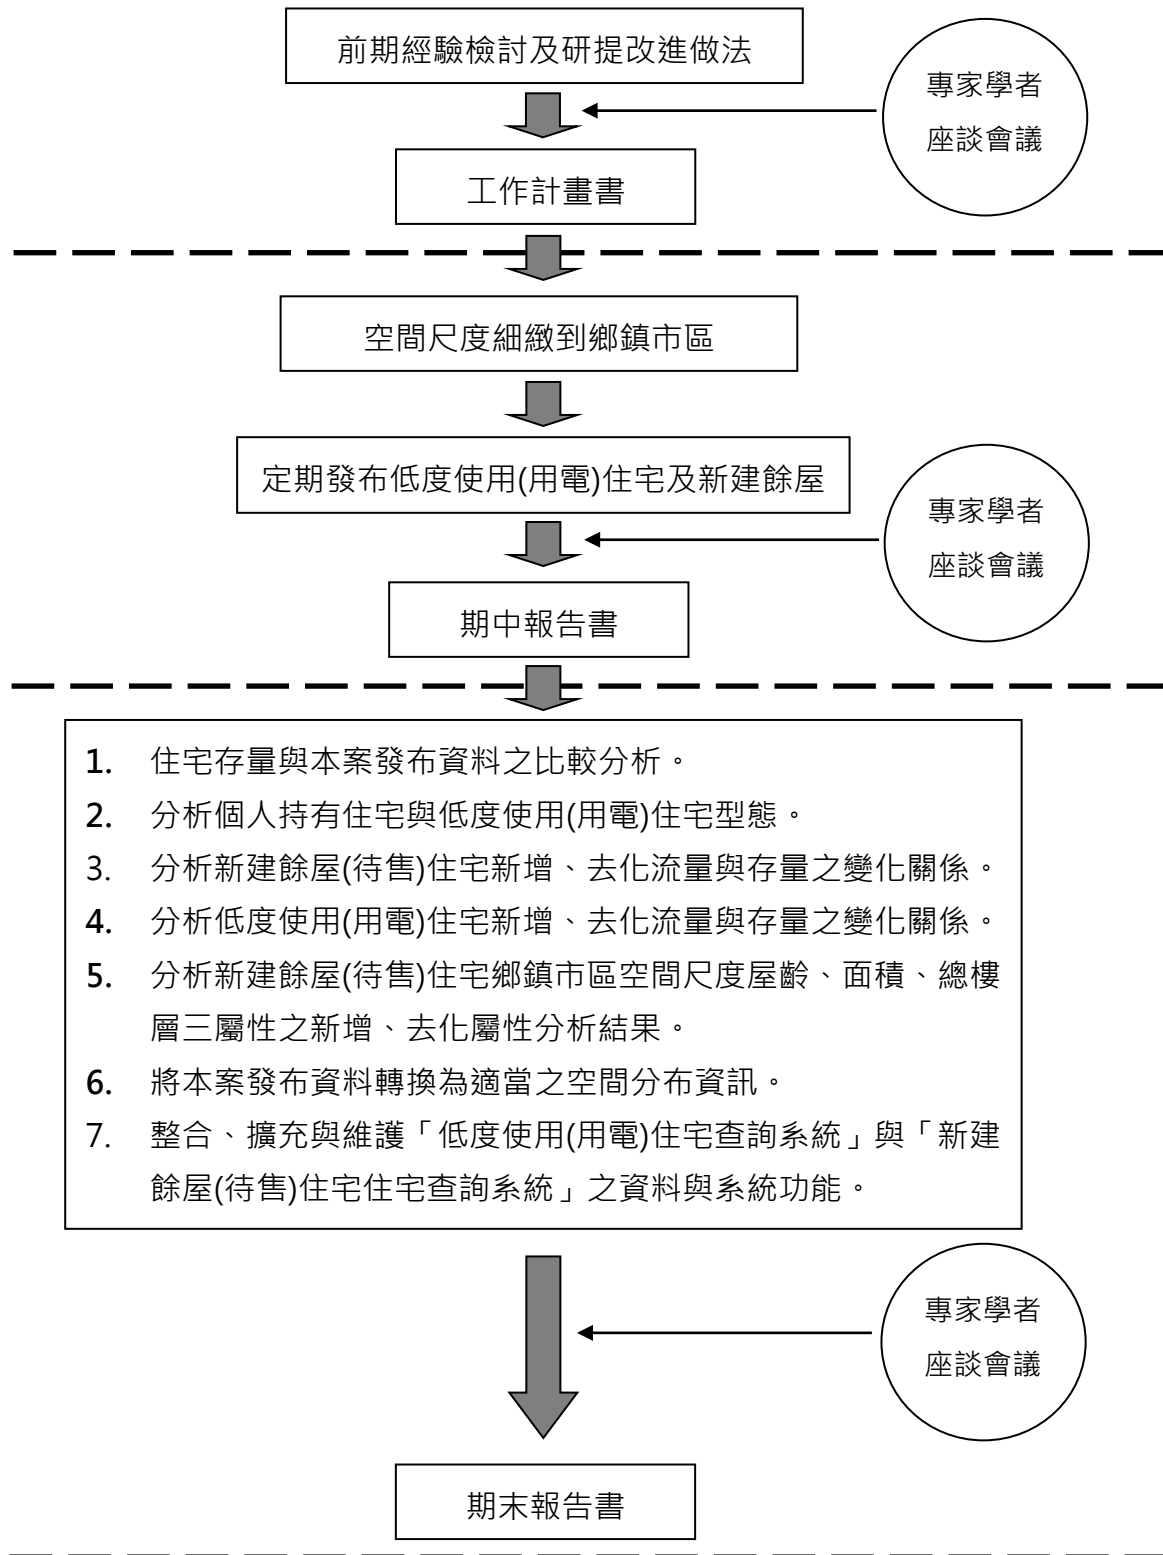 前期經驗檢討及研提改進做法
專家學者
座談會議
工作計畫書
空間尺度細緻到鄉鎮市區
定期發布低度使用(用電)住宅及新建餘屋
專家學者
座談會議
期中報告書
1. 住宅存量與本案發布資料之比較分析。
2. 分析個人持有住宅與低度使用(用電)住宅型態。
3. 分析新建餘屋(待售)住宅新增、去化流量與存量之變化關係。
4. 分析低度使用(用電)住宅新增、去化流量與存量之變化關係。
5. 分析新建餘屋(待售)住宅鄉鎮市區空間尺度屋齡、面積、總樓
層三屬性之新增、去化屬性分析結果。
6. 將本案發布資料轉換為適當之空間分布資訊。
7. 整合、擴充與維護「低度使用(用電)住宅查詢系統」與「新建
餘屋(待售)住宅住宅查詢系統」之資料與系統功能。
專家學者
座談會議
期末報告書